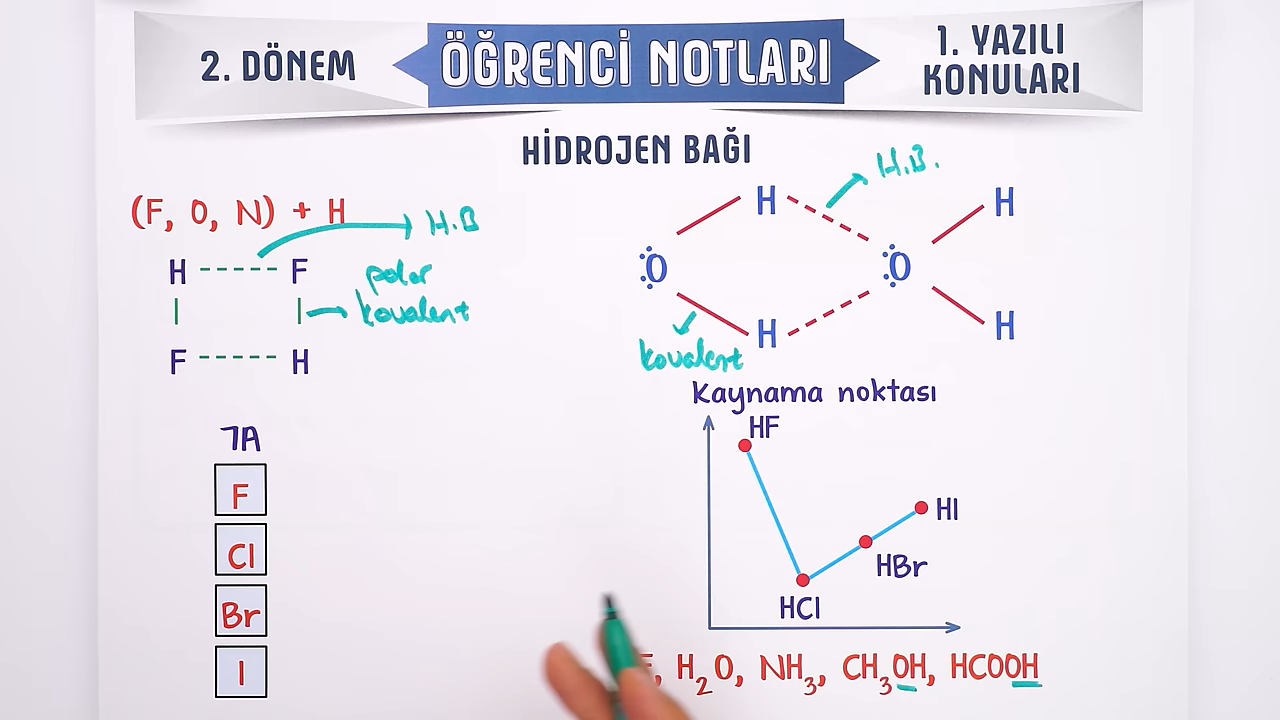 2. DÖNEM
ÖĞRENCİ NOTLARI
1. YAZILI
KONULARI
HİDROJEN BAĞI
(F, O, N) + H
H.B
H F
polar
kovalent
F H
H H
H.B.
O O
H H
kovalent
7A
F
Cl
Br
I
Kaynama noktası
HF
HI
HBr
HCl
H₂O, NH₃, CH₃OH, HCOOH